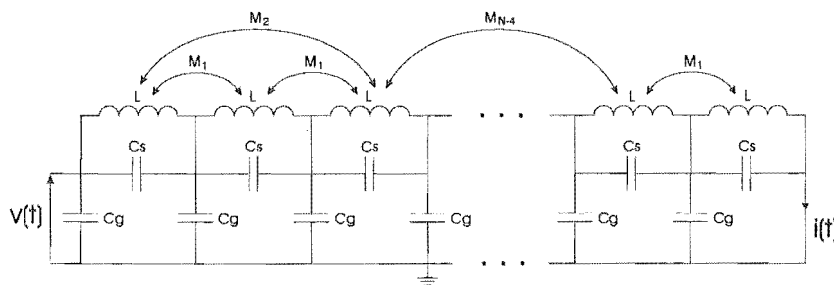 M2 MN-4
M1 M1 M1
L L L L L
Cs Cs Cs Cs Cs
V(t) Cg Cg Cg Cg Cg Cg i(t)